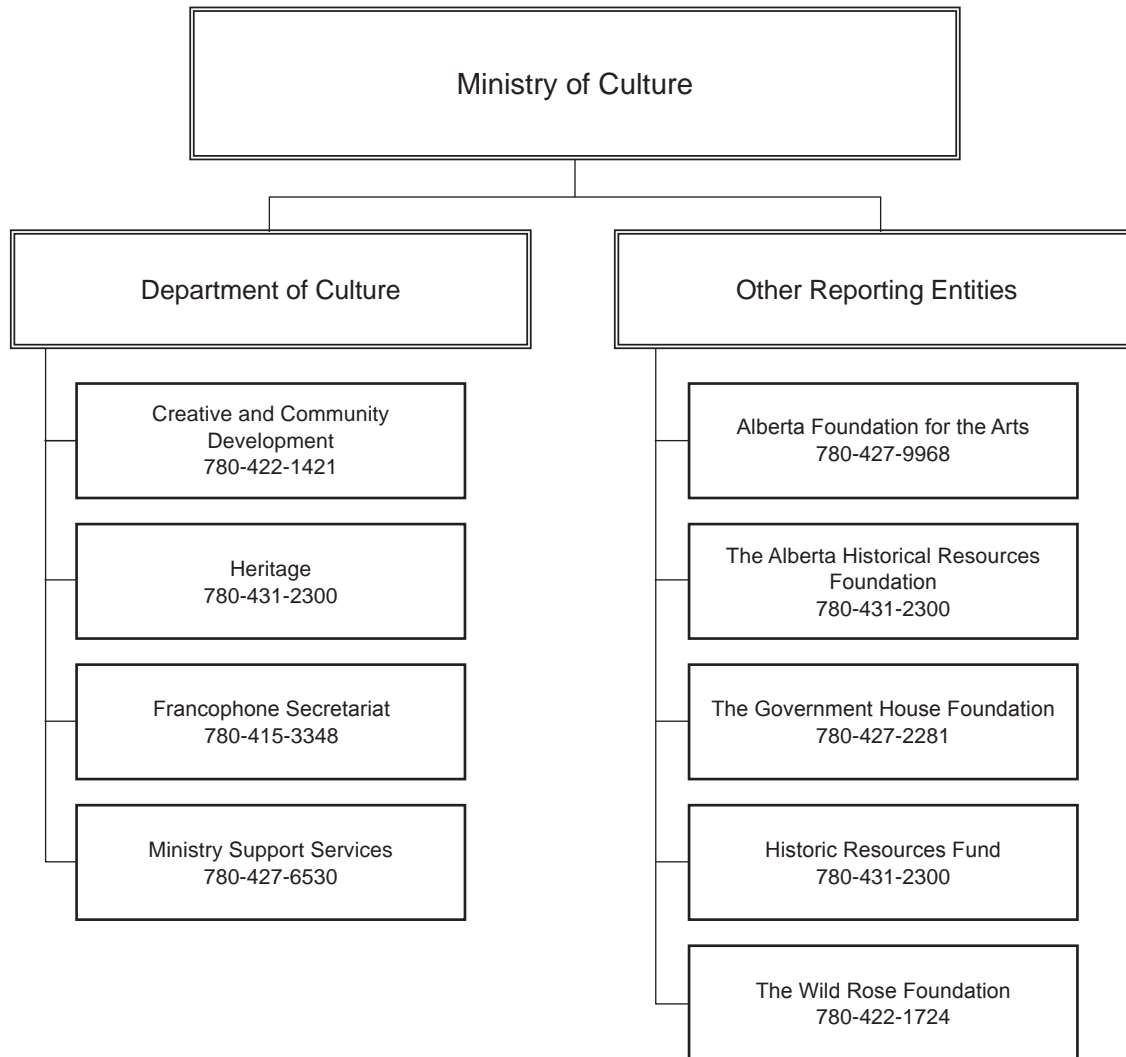 Ministry of Culture
Department of Culture
Creative and Community
Development
780-422-1421
Heritage
780-431-2300
Francophone Secretariat
780-415-3348
Ministry Support Services
780-427-6530
Other Reporting Entities
Alberta Foundation for the Arts
780-427-9968
The Alberta Historical Resources
Foundation
780-431-2300
The Government House Foundation
780-427-2281
Historic Resources Fund
780-431-2300
The Wild Rose Foundation
780-422-1724